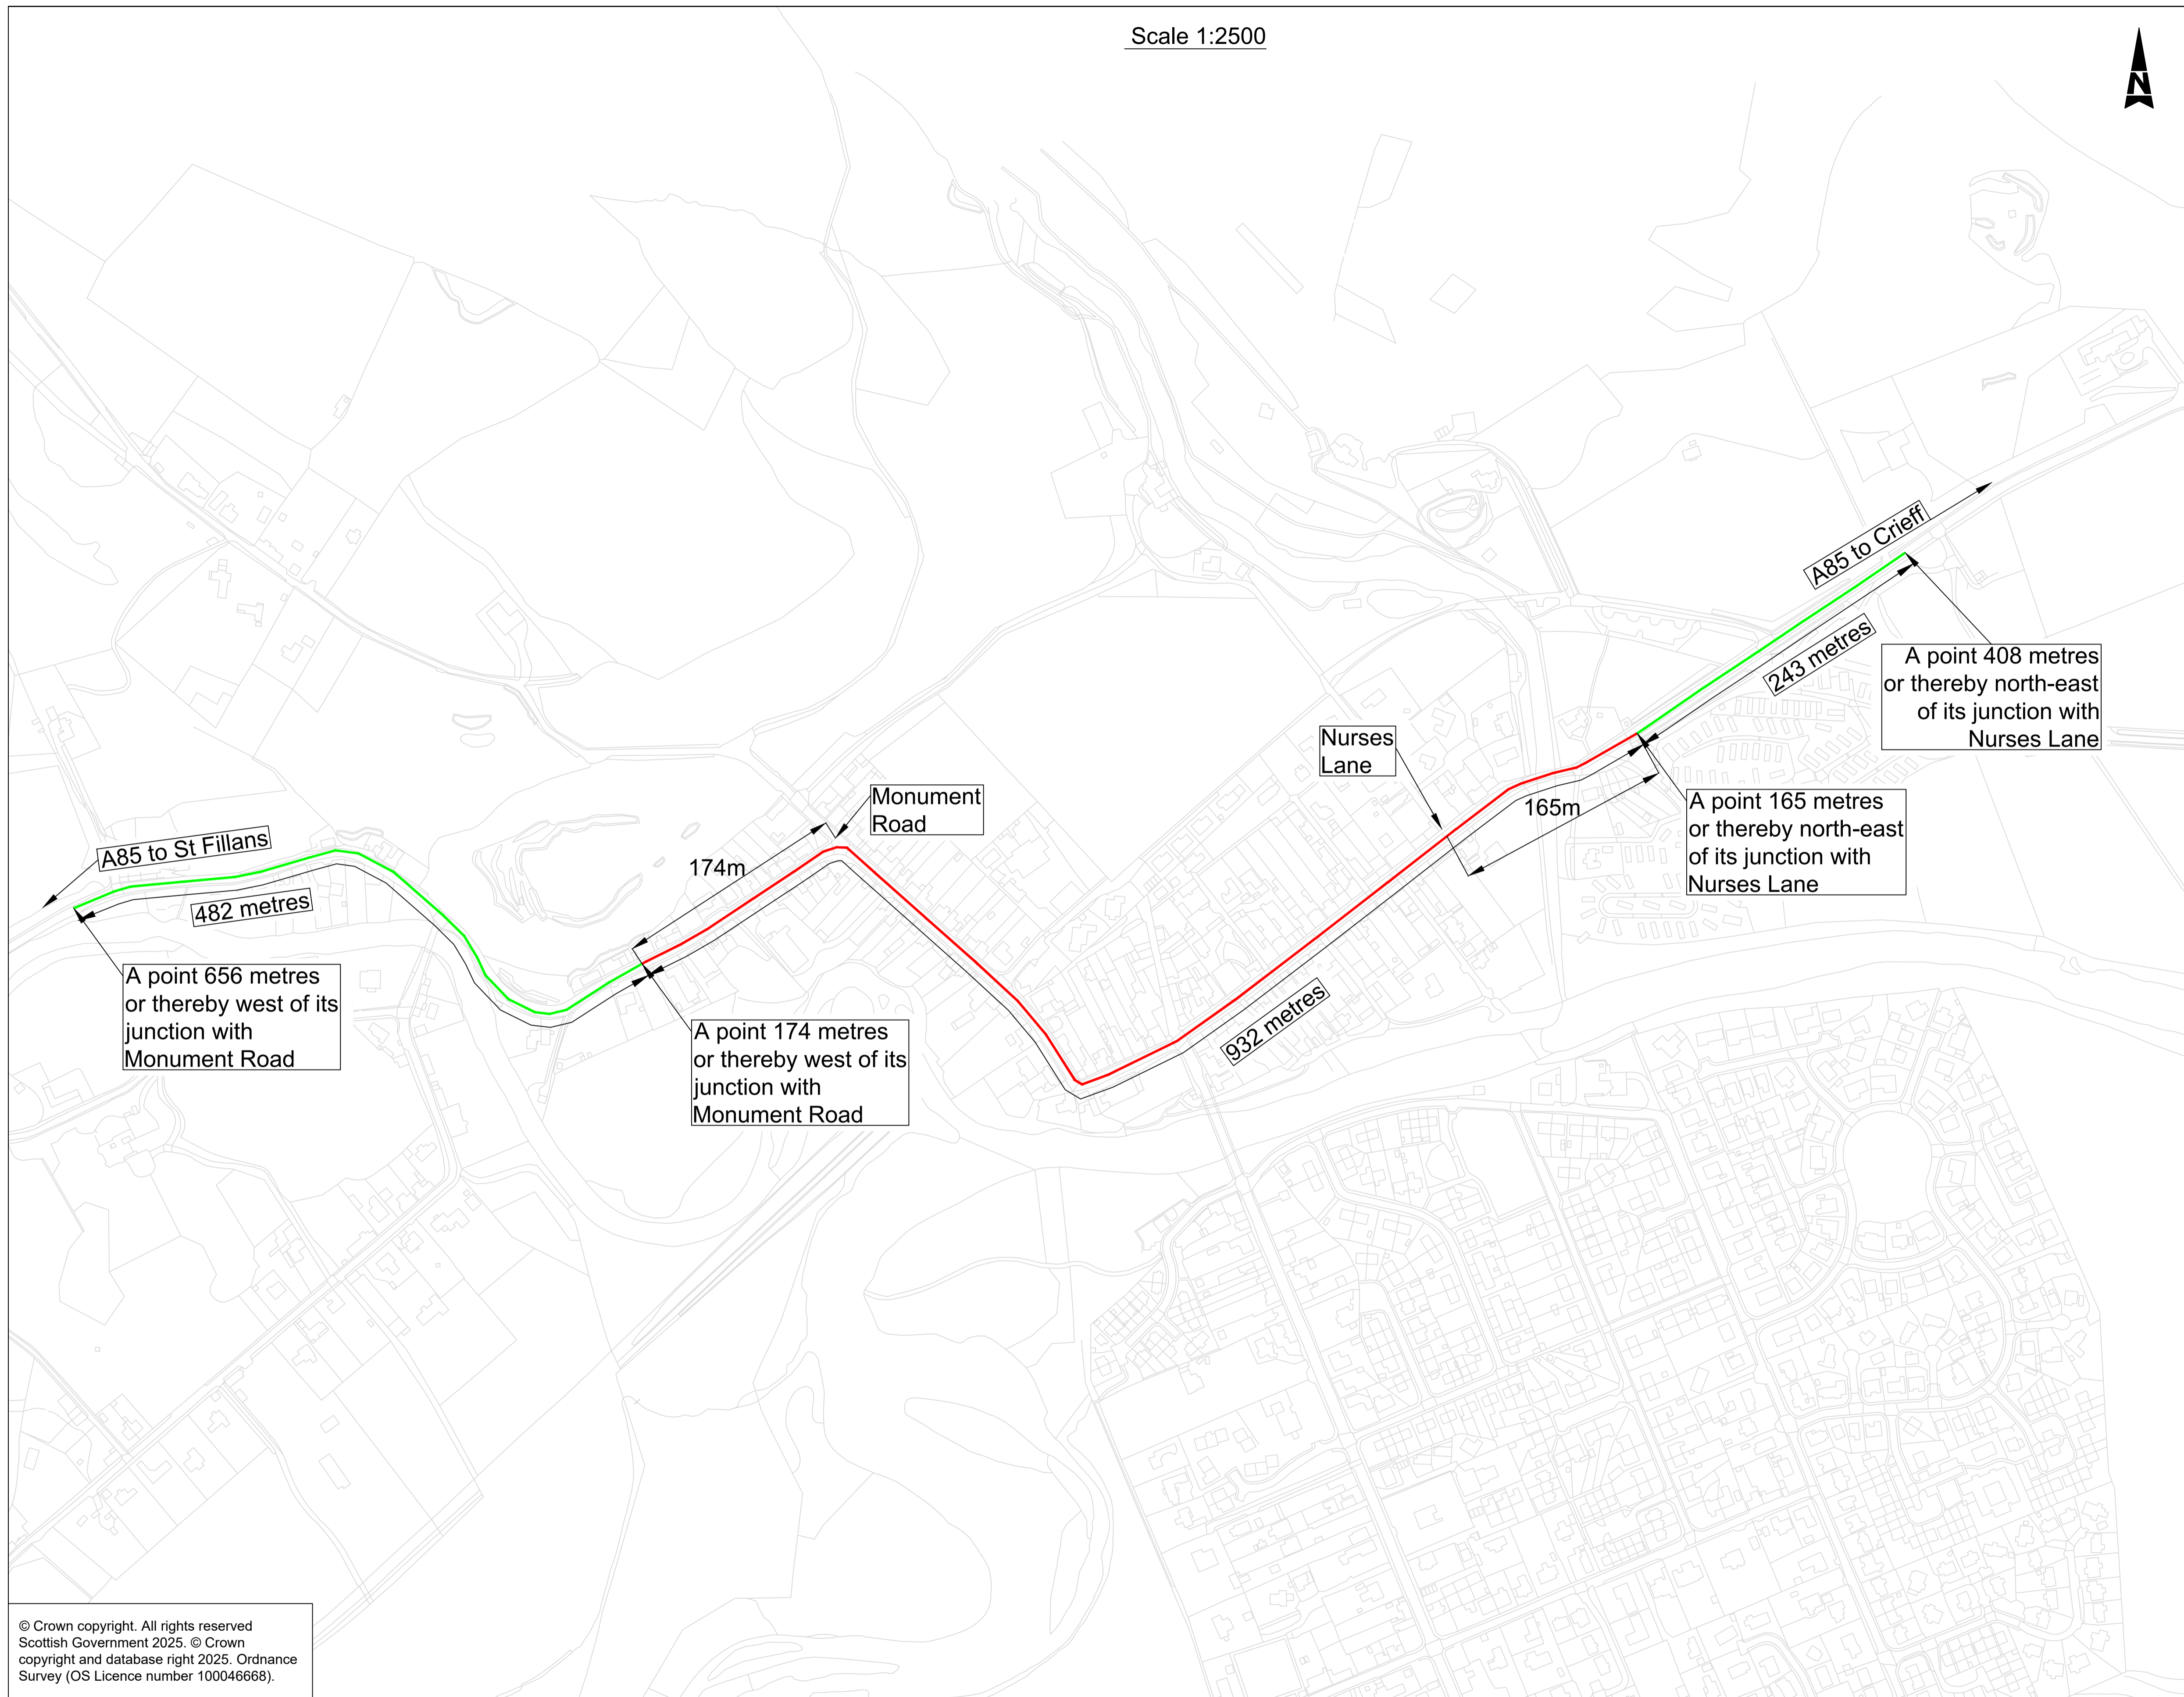 Scale 1:2500
N
A85 to Crieff
243 metres
A point 408 metres
or thereby north-east
of its junction with
Nurses Lane
Nurses
Lane
165m
A point 165 metres
or thereby north-east
of its junction with
Nurses Lane
Monument
Road
174m
A85 to St Fillans
482 metres
A point 656 metres
or thereby west of its
junction with
Monument Road
A point 174 metres
or thereby west of its
junction with
Monument Road
932 metres
© Crown copyright. All rights reserved
Scottish Government 2025. © Crown
copyright and database right 2025. Ordnance
Survey (OS Licence number 100046668).